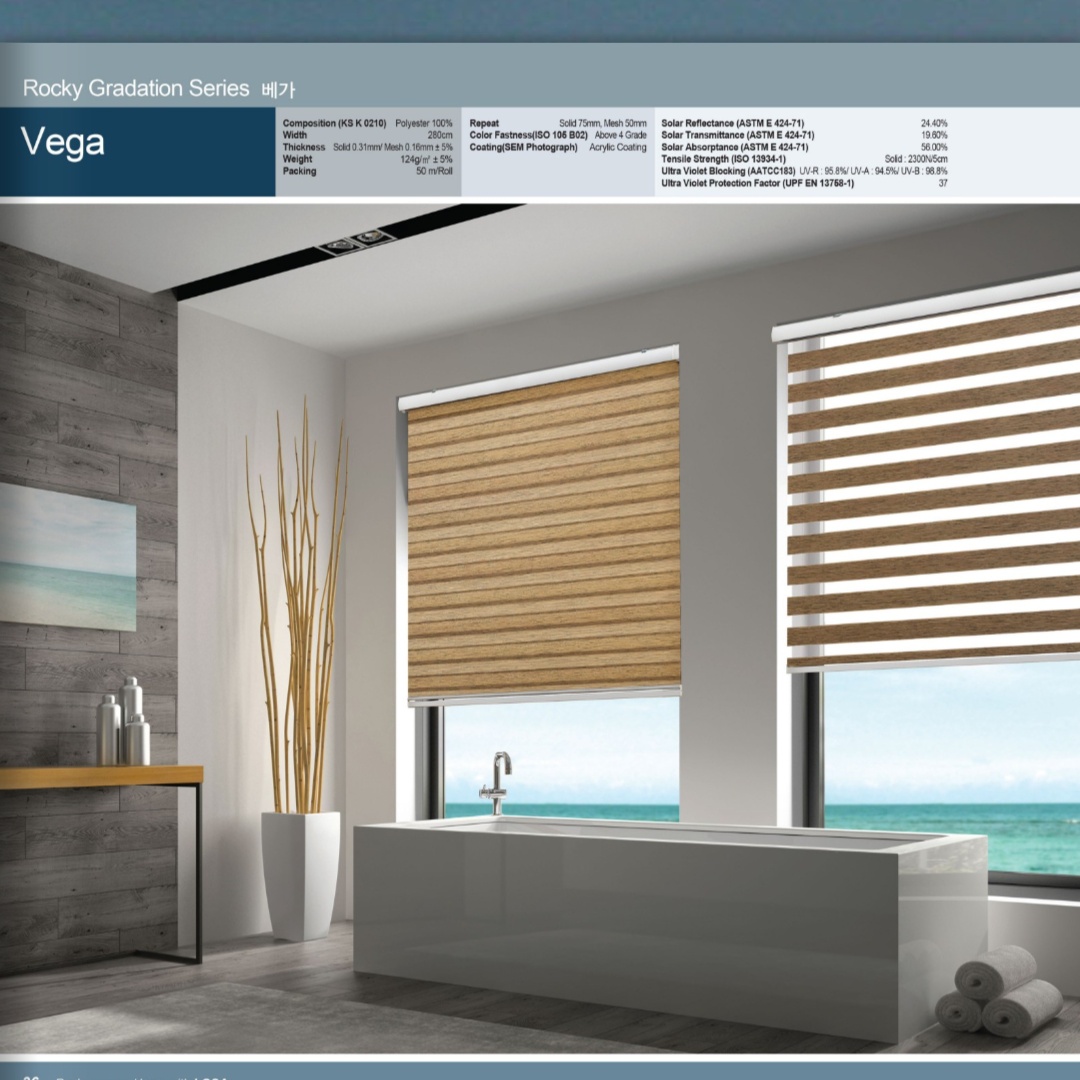 Rocky Gradation Series 베가
Vega
Composition (KS K 0210) Polyester 100%
Width 280cm
Thickness Solid 0.31mm/ Mesh 0.16mm ± 5%
Weight 124g/㎡ ± 5%
Packing 50 m/Roll
Repeat Solid 75mm, Mesh 50mm
Color Fastness(ISO 105 B02) Above 4 Grade
Coating(SEM Photograph) Acrylic Coating
Solar Reflectance (ASTM E 424-71) 24.40%
Solar Transmittance (ASTM E 424-71) 19.60%
Solar Absorptance (ASTM E 424-71) 56.00%
Tensile Strength (ISO 13934-1) Solid : 2300N/5cm
Ultra Violet Blocking (AATCC183) UV-R : 95.8%/ UV-A : 94.5%/ UV-B : 98.8%
Ultra Violet Protection Factor (UPF EN 13758-1) 37